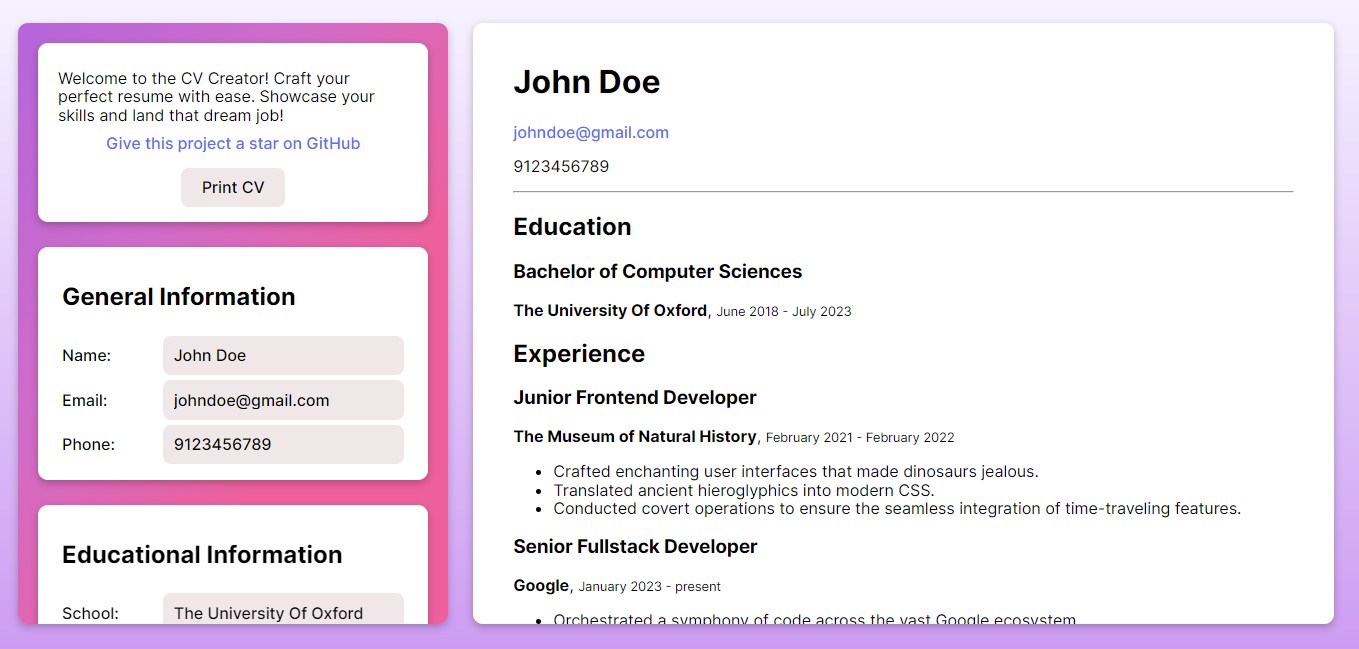 Welcome to the CV Creator! Craft your
perfect resume with ease. Showcase your
skills and land that dream job!
Give this project a star on GitHub
Print CV
General Information
Name: John Doe
Email: johndoe@gmail.com
Phone: 9123456789
Educational Information
School: The University Of Oxford
John Doe
johndoe@gmail.com
9123456789
Education
Bachelor of Computer Sciences
The University Of Oxford, June 2018 - July 2023
Experience
Junior Frontend Developer
The Museum of Natural History, February 2021 - February 2022
• Crafted enchanting user interfaces that made dinosaurs jealous.
• Translated ancient hieroglyphics into modern CSS.
• Conducted covert operations to ensure the seamless integration of time-traveling features.
Senior Fullstack Developer
Google, January 2023 - present
• Orchestrated a symphony of code across the vast Google ecosystem